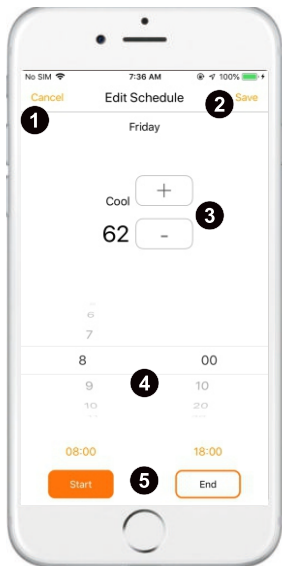 No SIM 7:36 AM 100%
Cancel Edit Schedule 2 Save
1
Friday
Cool + 3
62 -
6
7
8 00
9 4 10
10 20
08:00 18:00
Start 5 End